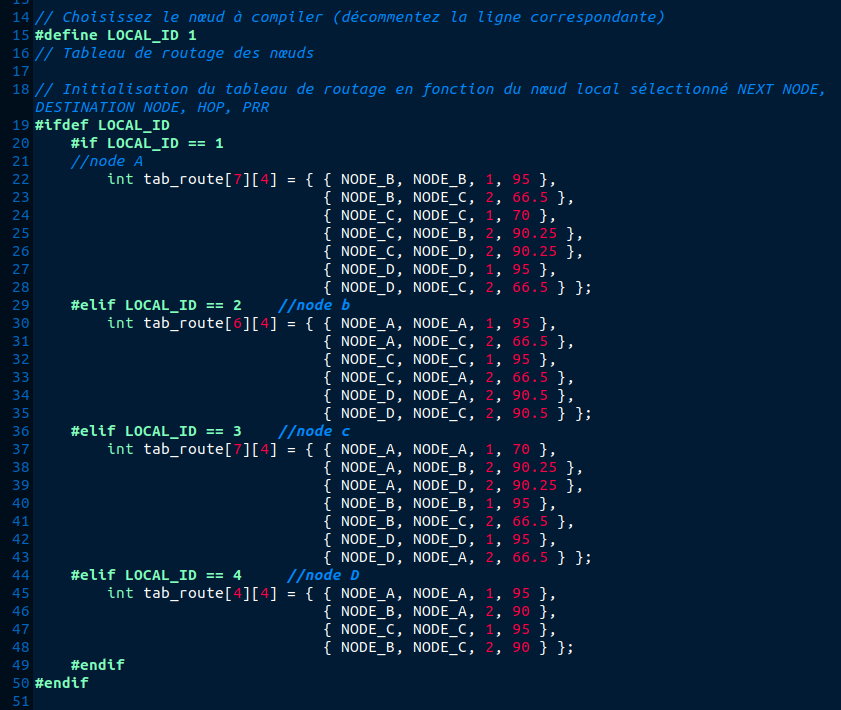 14 // Choisissez le nœud à compiler (décommentez la ligne correspondante)
15 #define LOCAL_ID 1
16 // Tableau de routage des nœuds
17
18 // Initialisation du tableau de routage en fonction du nœud local sélectionné NEXT NODE,
DESTINATION NODE, HOP, PRR
19 #ifdef LOCAL_ID
20     #if LOCAL_ID == 1
21     //node A
22         int tab_route[7][4] = { { NODE_B, NODE_B, 1, 95 },
23                                 { NODE_B, NODE_C, 2, 66.5 },
24                                 { NODE_C, NODE_C, 1, 70 },
25                                 { NODE_C, NODE_B, 2, 90.25 },
26                                 { NODE_C, NODE_D, 2, 90.25 },
27                                 { NODE_D, NODE_D, 1, 95 },
28                                 { NODE_D, NODE_C, 2, 66.5 } };
29     #elif LOCAL_ID == 2    //node b
30         int tab_route[6][4] = { { NODE_A, NODE_A, 1, 95 },
31                                 { NODE_A, NODE_C, 2, 66.5 },
32                                 { NODE_C, NODE_C, 1, 95 },
33                                 { NODE_C, NODE_A, 2, 66.5 },
34                                 { NODE_D, NODE_A, 2, 90.5 },
35                                 { NODE_D, NODE_C, 2, 90.5 } };
36     #elif LOCAL_ID == 3    //node c
37         int tab_route[7][4] = { { NODE_A, NODE_A, 1, 70 },
38                                 { NODE_A, NODE_B, 2, 90.25 },
39                                 { NODE_A, NODE_D, 2, 90.25 },
40                                 { NODE_B, NODE_B, 1, 95 },
41                                 { NODE_B, NODE_C, 2, 66.5 },
42                                 { NODE_D, NODE_D, 1, 95 },
43                                 { NODE_D, NODE_A, 2, 66.5 } };
44     #elif LOCAL_ID == 4     //node D
45         int tab_route[4][4] = { { NODE_A, NODE_A, 1, 95 },
46                                 { NODE_B, NODE_A, 2, 90 },
47                                 { NODE_C, NODE_C, 1, 95 },
48                                 { NODE_B, NODE_C, 2, 90 } };
49     #endif
50 #endif
51